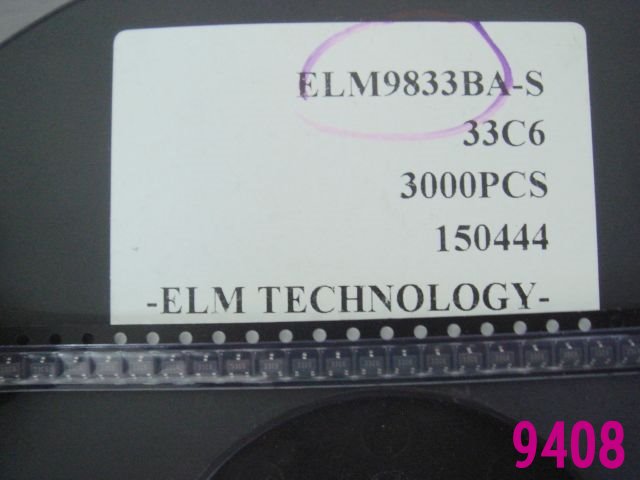 ELM9833BA-S
33C6
3000PCS
150444
-ELM TECHNOLOGY-
9408